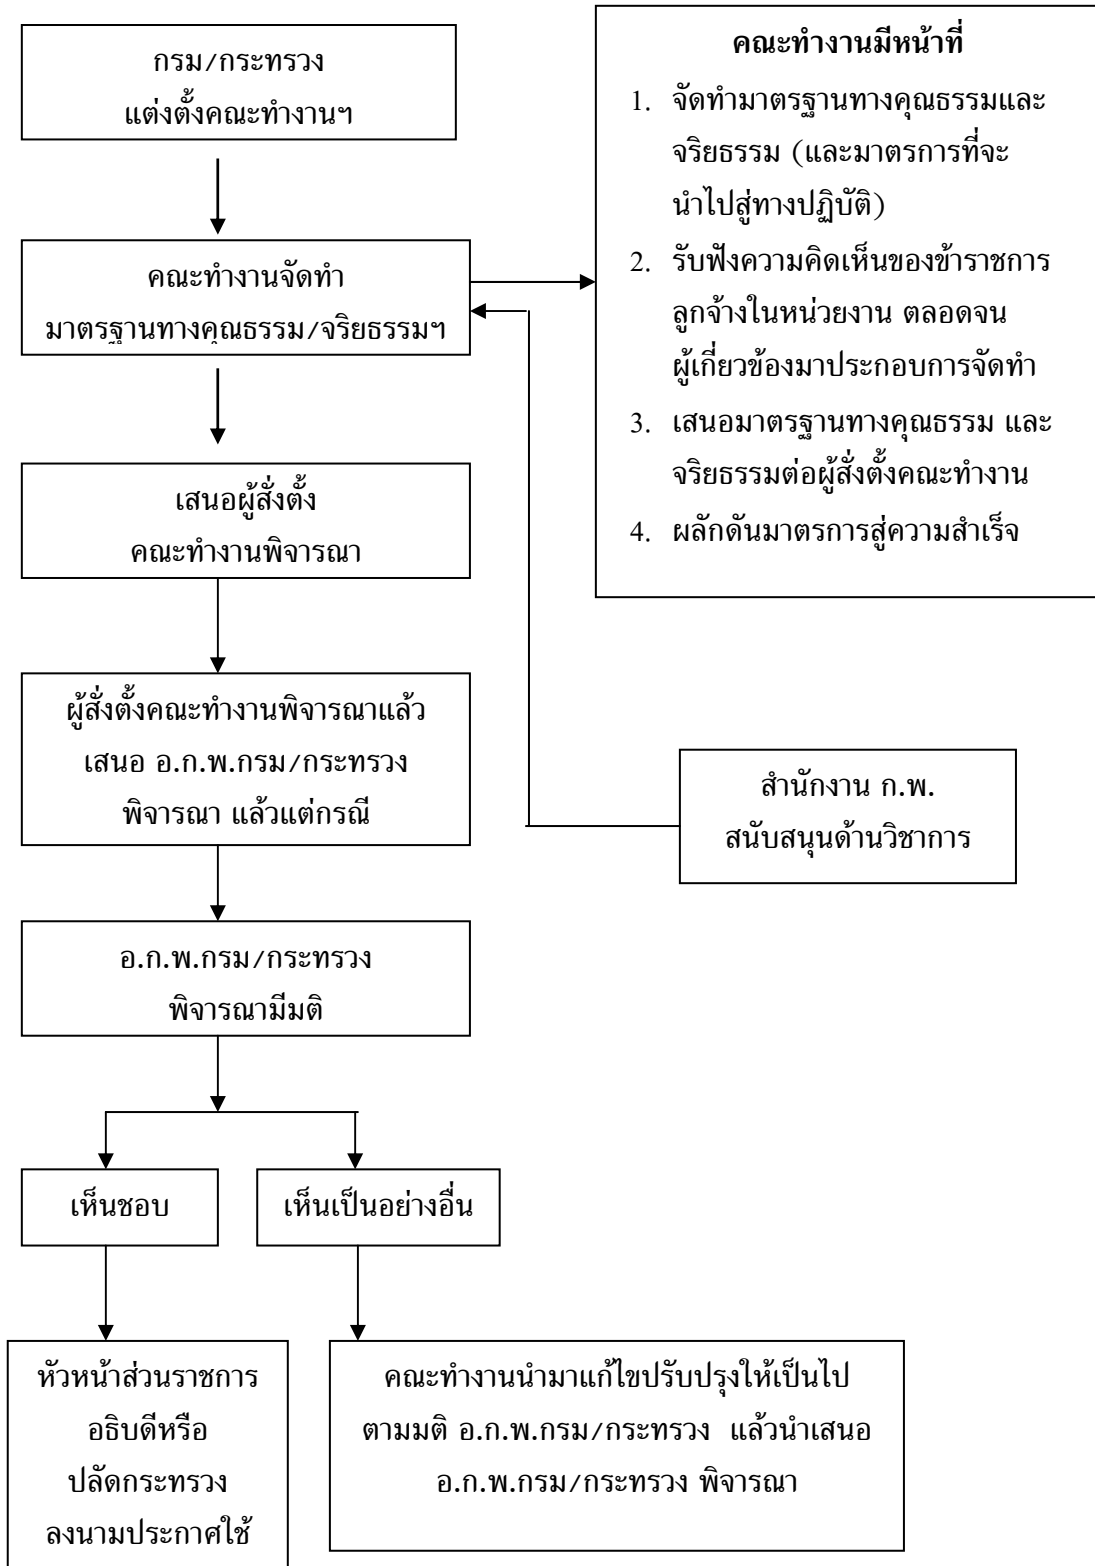 กรม/กระทรวง
แต่งตั้งคณะทำงานฯ
คณะทำงานมีหน้าที่
1. จัดทำมาตรฐานทางคุณธรรมและ
จริยธรรม (และมาตรการที่จะ
นำไปสู่ทางปฏิบัติ)
2. รับฟังความคิดเห็นของข้าราชการ
ลูกจ้างในหน่วยงาน ตลอดจน
ผู้เกี่ยวข้องมาประกอบการจัดทำ
3. เสนอมาตรฐานทางคุณธรรม และ
จริยธรรมต่อผู้สั่งตั้งคณะทำงาน
4. ผลักดันมาตรการสู่ความสำเร็จ
คณะทำงานจัดทำ
มาตรฐานทางคุณธรรม/จริยธรรมฯ
เสนอผู้สั่งตั้ง
คณะทำงานพิจารณา
ผู้สั่งตั้งคณะทำงานพิจารณาแล้ว
เสนอ อ.ก.พ.กรม/กระทรวง
พิจารณา แล้วแต่กรณี
สำนักงาน ก.พ.
สนับสนุนด้านวิชาการ
อ.ก.พ.กรม/กระทรวง
พิจารณามีมติ
เห็นชอบ
เห็นเป็นอย่างอื่น
หัวหน้าส่วนราชการ
อธิบดีหรือ
ปลัดกระทรวง
ลงนามประกาศใช้
คณะทำงานนำมาแก้ไขปรับปรุงให้เป็นไป
ตามมติ อ.ก.พ.กรม/กระทรวง แล้วนำเสนอ
อ.ก.พ.กรม/กระทรวง พิจารณา